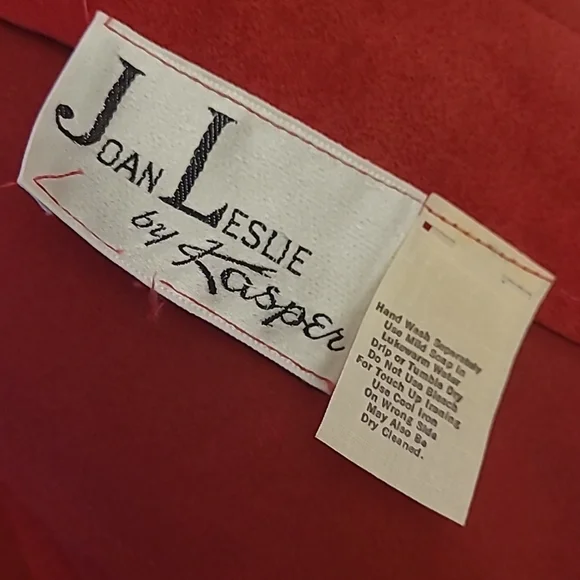 JOAN LESLIE
by Kasper
Hand Wash Separately
Use Mild Soap in
Lukewarm Water
Drip or Tumble Dry
Do Not Use Bleach
For Touch Up Ironing
Use Cool Iron
On Wrong Side
May Also Be
Dry Cleaned.